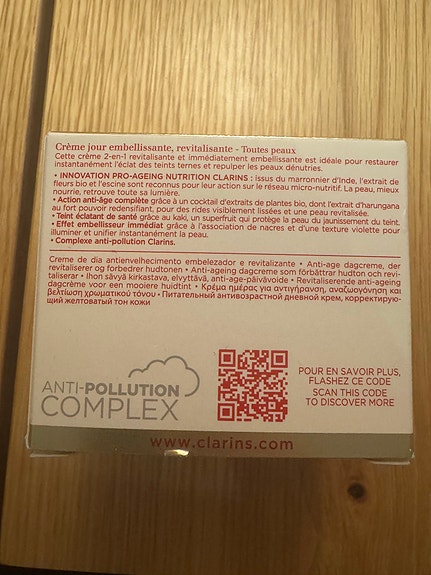 Crème jour embellissante, revitalisante - Toutes peaux
Cette crème 2-en-1 revitalisante et immédiatement embellissante est idéale pour restaurer
instantanément l'éclat des teints ternes et repulper les peaux dénutries.
• INNOVATION PRO-AGEING NUTRITION CLARINS : issus du marronnier d'Inde, l'extrait de
fleurs bio et l'escine sont reconnus pour leur action sur le réseau micro-nutritif. La peau, mieux
nourrie, retrouve toute sa lumière.
• Action anti-âge complète grâce à un cocktail d'extraits de plantes bio, dont l'extrait d'harungana
au fort pouvoir redensifiant, pour des rides visiblement lissées et une peau revitalisée.
• Teint éclatant de santé grâce au kaki, un superfruit qui protège la peau du jaunissement du teint.
• Effet embellisseur immédiat grâce à l'association de nacres et d'une texture violette pour
illuminer et unifier instantanément la peau.
• Complexe anti-pollution Clarins.
Creme de dia antienvelhecimento embelezador e revitalizante • Anti-age dagcreme, der
revitaliserer og forbedrer hudtonen • Anti-ageing dagcreme som förbättrar hudton och revi-
taliserar • Ihon sävyä kirkastava, elvyttävä, anti-age-päivävoide • Revitaliserende anti-ageing
dagcrème voor een mooiere huidtint • Κρέμα ημέρας για αντιγήρανση, αναζωογόνηση και
βελτίωση χρωματικού τόνου • Питательный антивозрастной дневной крем, корректирую-
щий желтоватый тон кожи
ANTI-POLLUTION
COMPLEX
POUR EN SAVOIR PLUS,
FLASHEZ CE CODE
SCAN THIS CODE
TO DISCOVER MORE
www.clarins.com